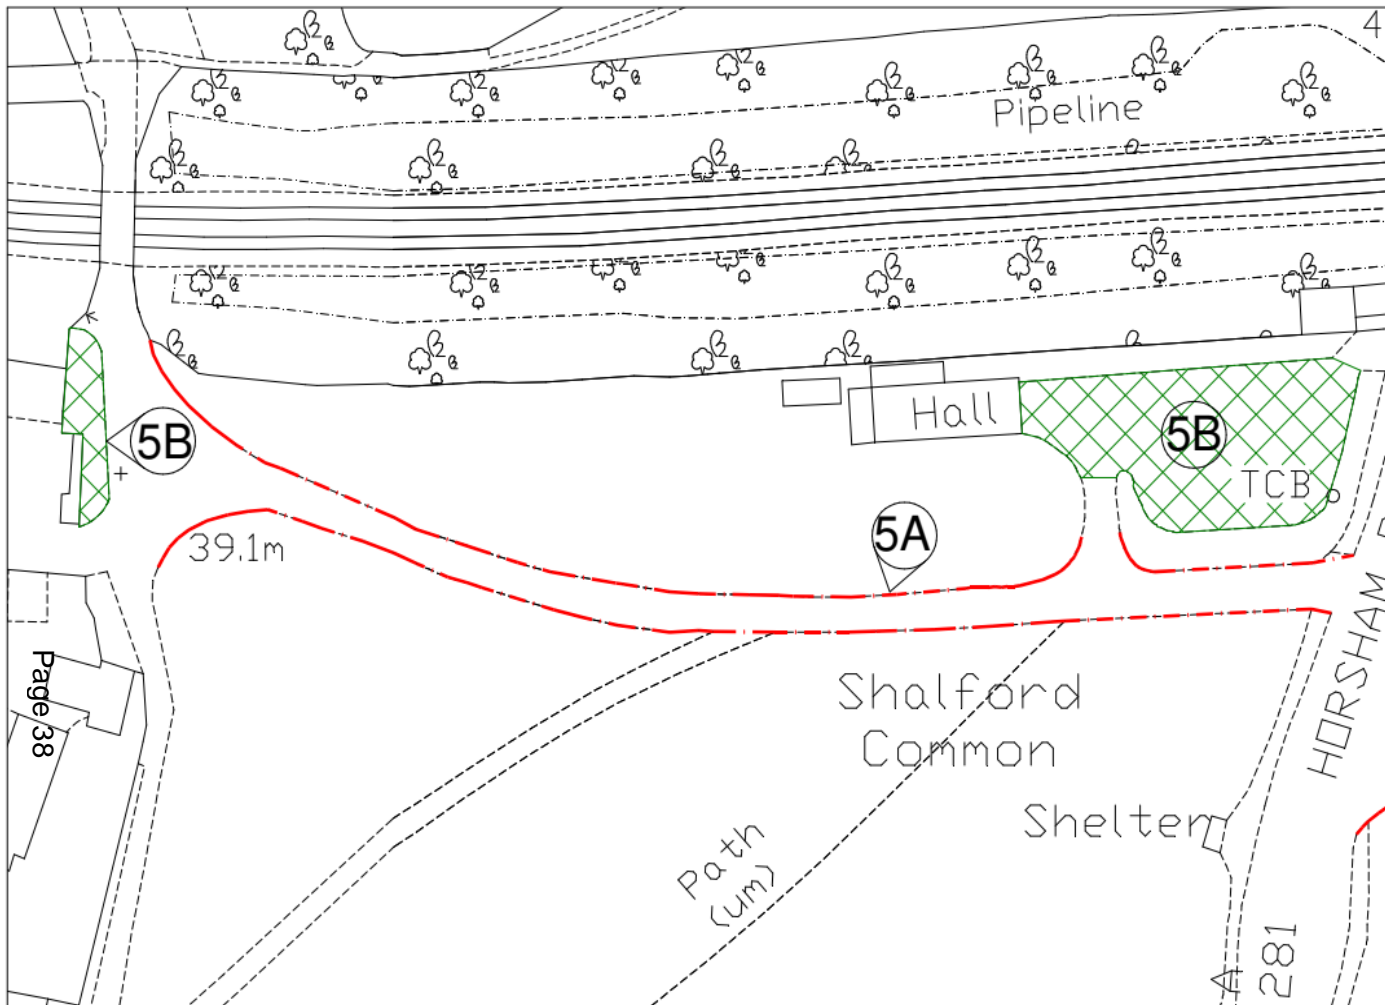 4
Pipeline
Hall
5B
5B
TCB
5A
39.1m
Page 38
Shalford
Common
HORSHAM
Shelter
Path
(um)
A 281